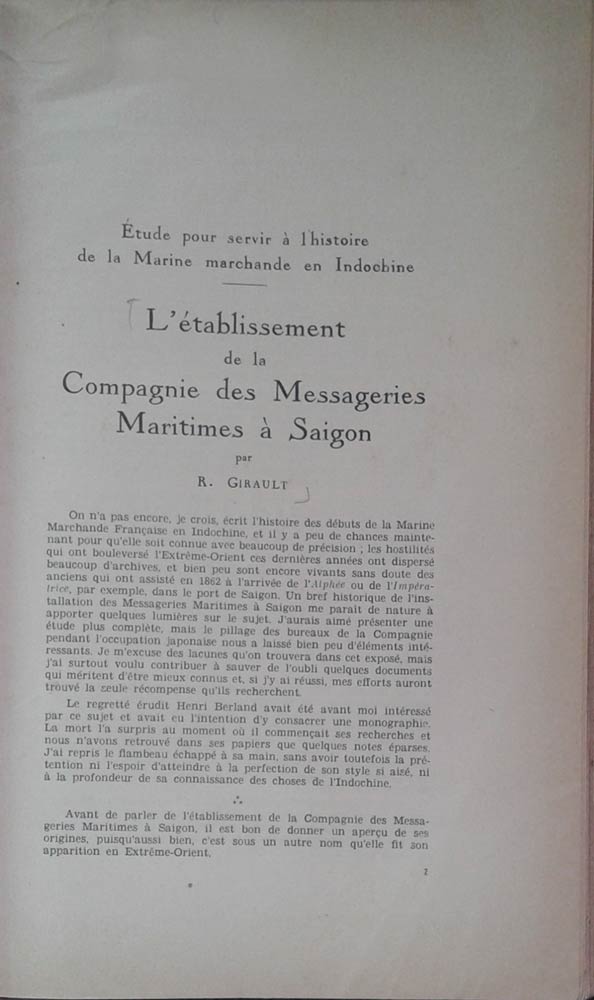 Étude pour servir à l'histoire
de la Marine marchande en Indochine
L'établissement
de la
Compagnie des Messageries
Maritimes à Saigon
par
R. GIRAULT
On n'a pas encore, je crois, écrit l'histoire des débuts de la Marine
Marchande Française en Indochine, et il y a peu de chances mainte-
nant pour qu'elle soit connue avec beaucoup de précision ; les hostilités
qui ont bouleversé l'Extrême-Orient ces dernières années ont dispersé
beaucoup d'archives, et bien peu sont encore vivants sans doute des
anciens qui ont assisté en 1862 à l'arrivée de l'Alphée ou de l'Impéra-
trice, par exemple, dans le port de Saigon. Un bref historique de l'ins-
tallation des Messageries Maritimes à Saigon me parait de nature à
apporter quelques lumières sur le sujet. J'aurais aimé présenter une
étude plus complète, mais le pillage des bureaux de la Compagnie
pendant l'occupation japonaise nous a laissé bien peu d'éléments inté-
ressants. Je m'excuse des lacunes qu'on trouvera dans cet exposé, mais
j'ai surtout voulu contribuer à sauver de l'oubli quelques documents
qui méritent d'être mieux connus et, si j'y ai réussi, mes efforts auront
trouvé la seule récompense qu'ils recherchent.
Le regretté érudit Henri Berland avait été avant moi intéressé
par ce sujet et avait eu l'intention d'y consacrer une monographie.
La mort l'a surpris au moment où il commençait ses recherches et
nous n'avons retrouvé dans ses papiers que quelques notes éparses.
J'ai repris le flambeau échappé à sa main, sans avoir toutefois la pré-
tention ni l'espoir d'atteindre à la perfection de son style si aisé, ni
à la profondeur de sa connaissance des choses de l'Indochine.
Avant de parler de l'établissement de la Compagnie des Messa-
geries Maritimes à Saigon, il est bon de donner un aperçu de ses
origines, puisqu'aussi bien, c'est sous un autre nom qu'elle fit son
apparition en Extrême-Orient.
2